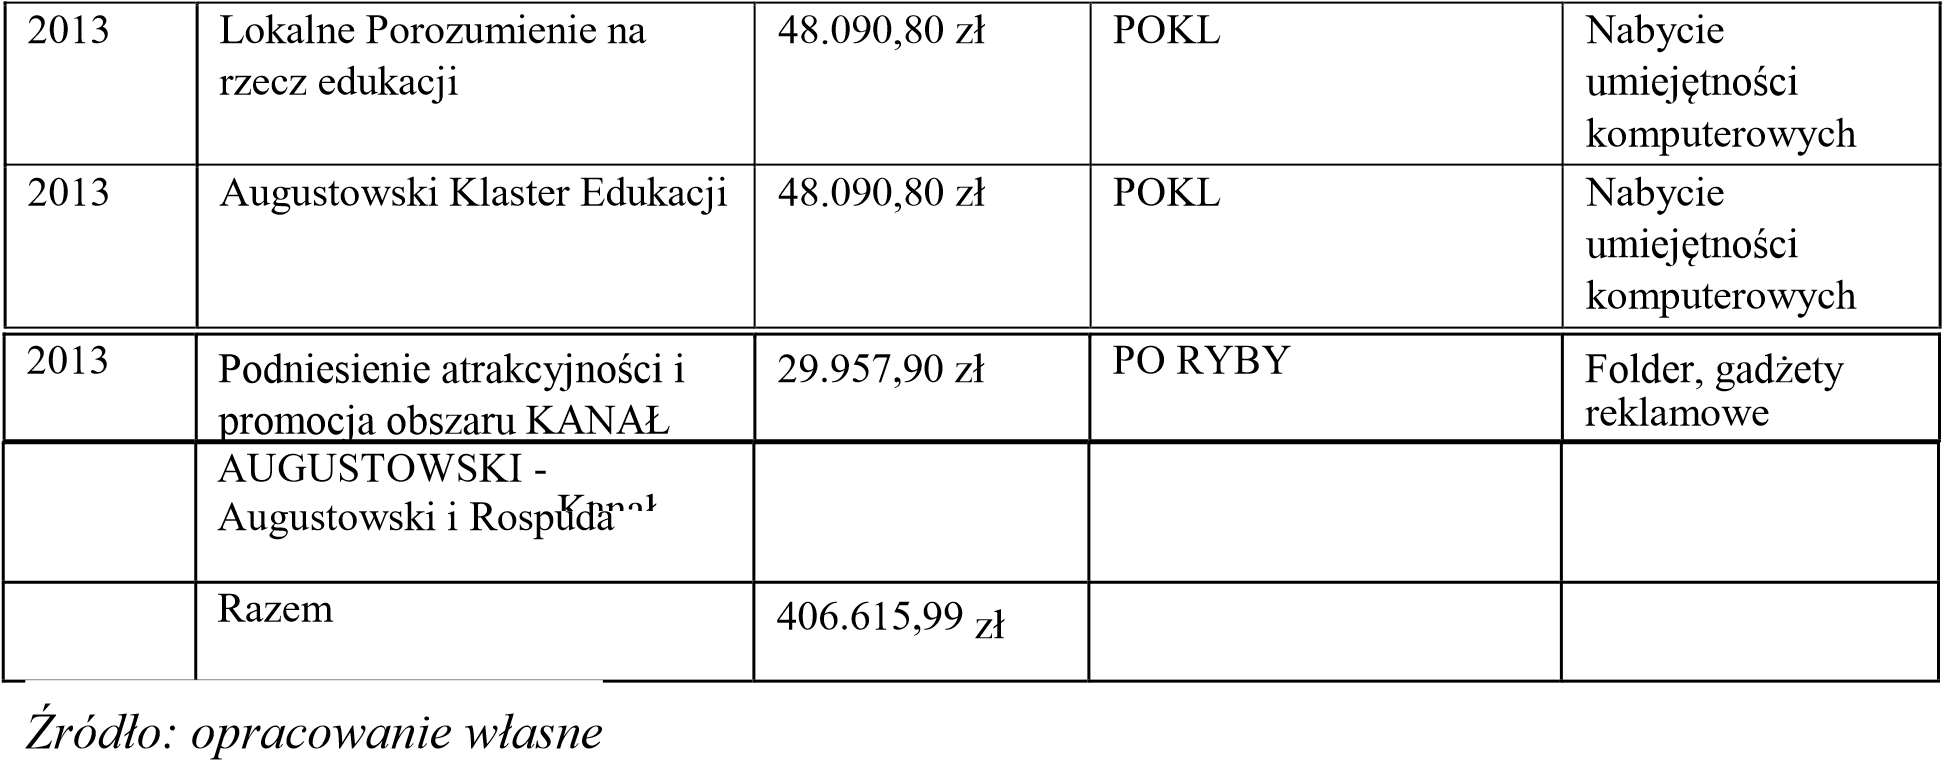 2013 Lokalne Porozumienie na 48.090,80 zł POKL Nabycie
rzecz edukacji umiejętności
komputerowych
2013 Augustowski Klaster Edukacji 48.090,80 zł POKL Nabycie
umiejętności
komputerowych
2013 Podniesienie atrakcyjności i 29.957,90 zł PO RYBY Folder, gadżety
promocja obszaru KANAŁ reklamowe
AUGUSTOWSKI -
Kanał
Augustowski i Rospuda
Razem 406.615,99 zł
Źródło: opracowanie własne